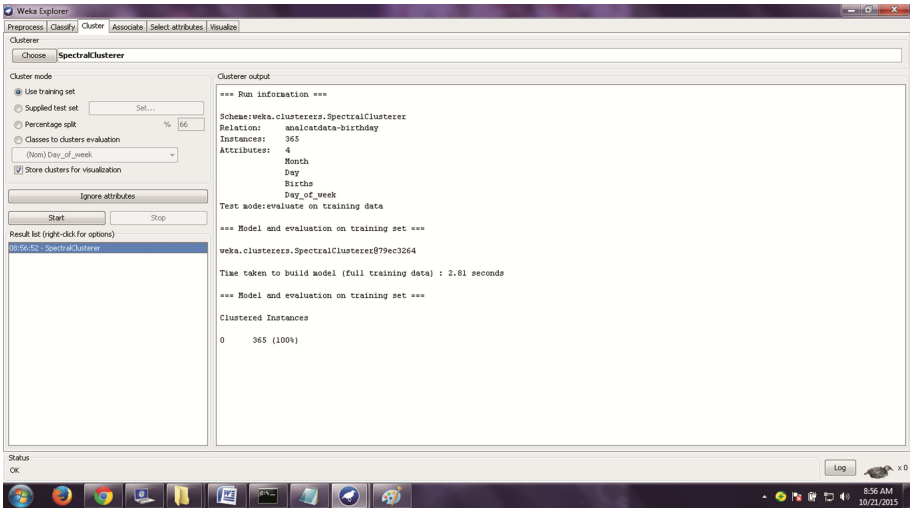 Weka Explorer
Preprocess Classify Cluster Associate Select attributes Visualize
Clusterer
Choose SpectralClusterer
Cluster mode
Use training set
Supplied test set Set...
Percentage split % 66
Classes to clusters evaluation
(Nom) Day_of_week
Store clusters for visualization
Ignore attributes
Start Stop
Result list (right-click for options)
08:56:52 - SpectralClusterer
Clusterer output
=== Run information ===
Scheme:weka.clusterers.SpectralClusterer
Relation: analcatdata-birthday
Instances: 365
Attributes: 4
Month
Day
Births
Day_of_week
Test mode:evaluate on training data
=== Model and evaluation on training set ===
weka.clusterers.SpectralClusterer@79ec3264
Time taken to build model (full training data) : 2.81 seconds
=== Model and evaluation on training set ===
Clustered Instances
0 365 (100%)
Status
OK
Log x 0
8:56 AM
10/21/2015